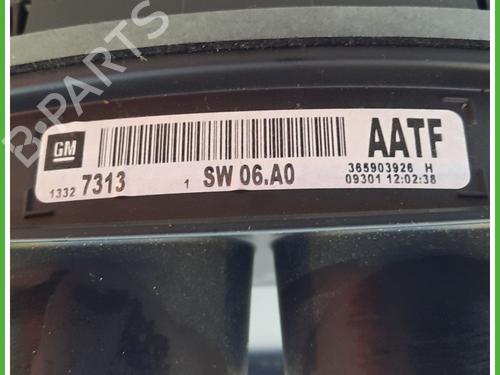 GM
AATF
1332 7313 1 SW 06.A0
365903926 H
09301 12:02:38
B-PARTS